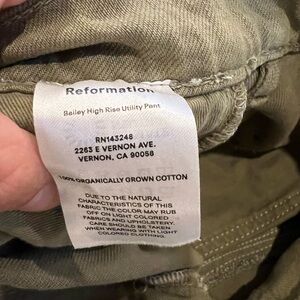 Reformation
Bailey High Rise Utility Pant
RN143248
2263 E VERNON AVE.
VERNON, CA 90058
100% ORGANICALLY GROWN COTTON
DUE TO THE NATURAL
CHARACTERISTICS OF THIS
FABRIC THE COLOR MAY RUB
OFF ON LIGHT COLORED
FABRICS AND UPHOLSTERY.
CARE SHOULD BE TAKEN
WHEN WEARING WITH LIGHT
COLORED CLOTHING.